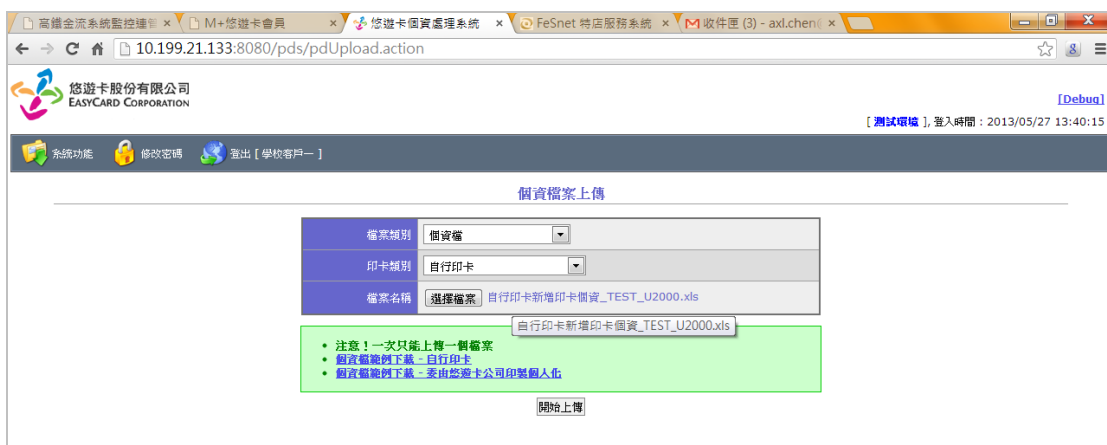 高鐵金流系統監控連管 M+悠遊卡會員 悠遊卡個資處理系統 FeSnet 特店服務系統 收件匣 (3) - axl.chen
10.199.21.133:8080/pds/pdUpload.action
悠遊卡股份有限公司
EASYCARD CORPORATION
[Debug]
[ 測試環境 ], 登入時間：2013/05/27 13:40:15
系統功能 修改密碼 登出 [ 學校客戶一 ]
個資檔案上傳
檔案類別 個資檔
印卡類別 自行印卡
檔案名稱 選擇檔案 自行印卡新增印卡個資_TEST_U2000.xls
自行印卡新增印卡個資_TEST_U2000.xls
• 注意！一次只能上傳一個檔案
• 個資檔範例下載 - 自行印卡
• 個資檔範例下載 - 委由悠遊卡公司印製個人化
開始上傳